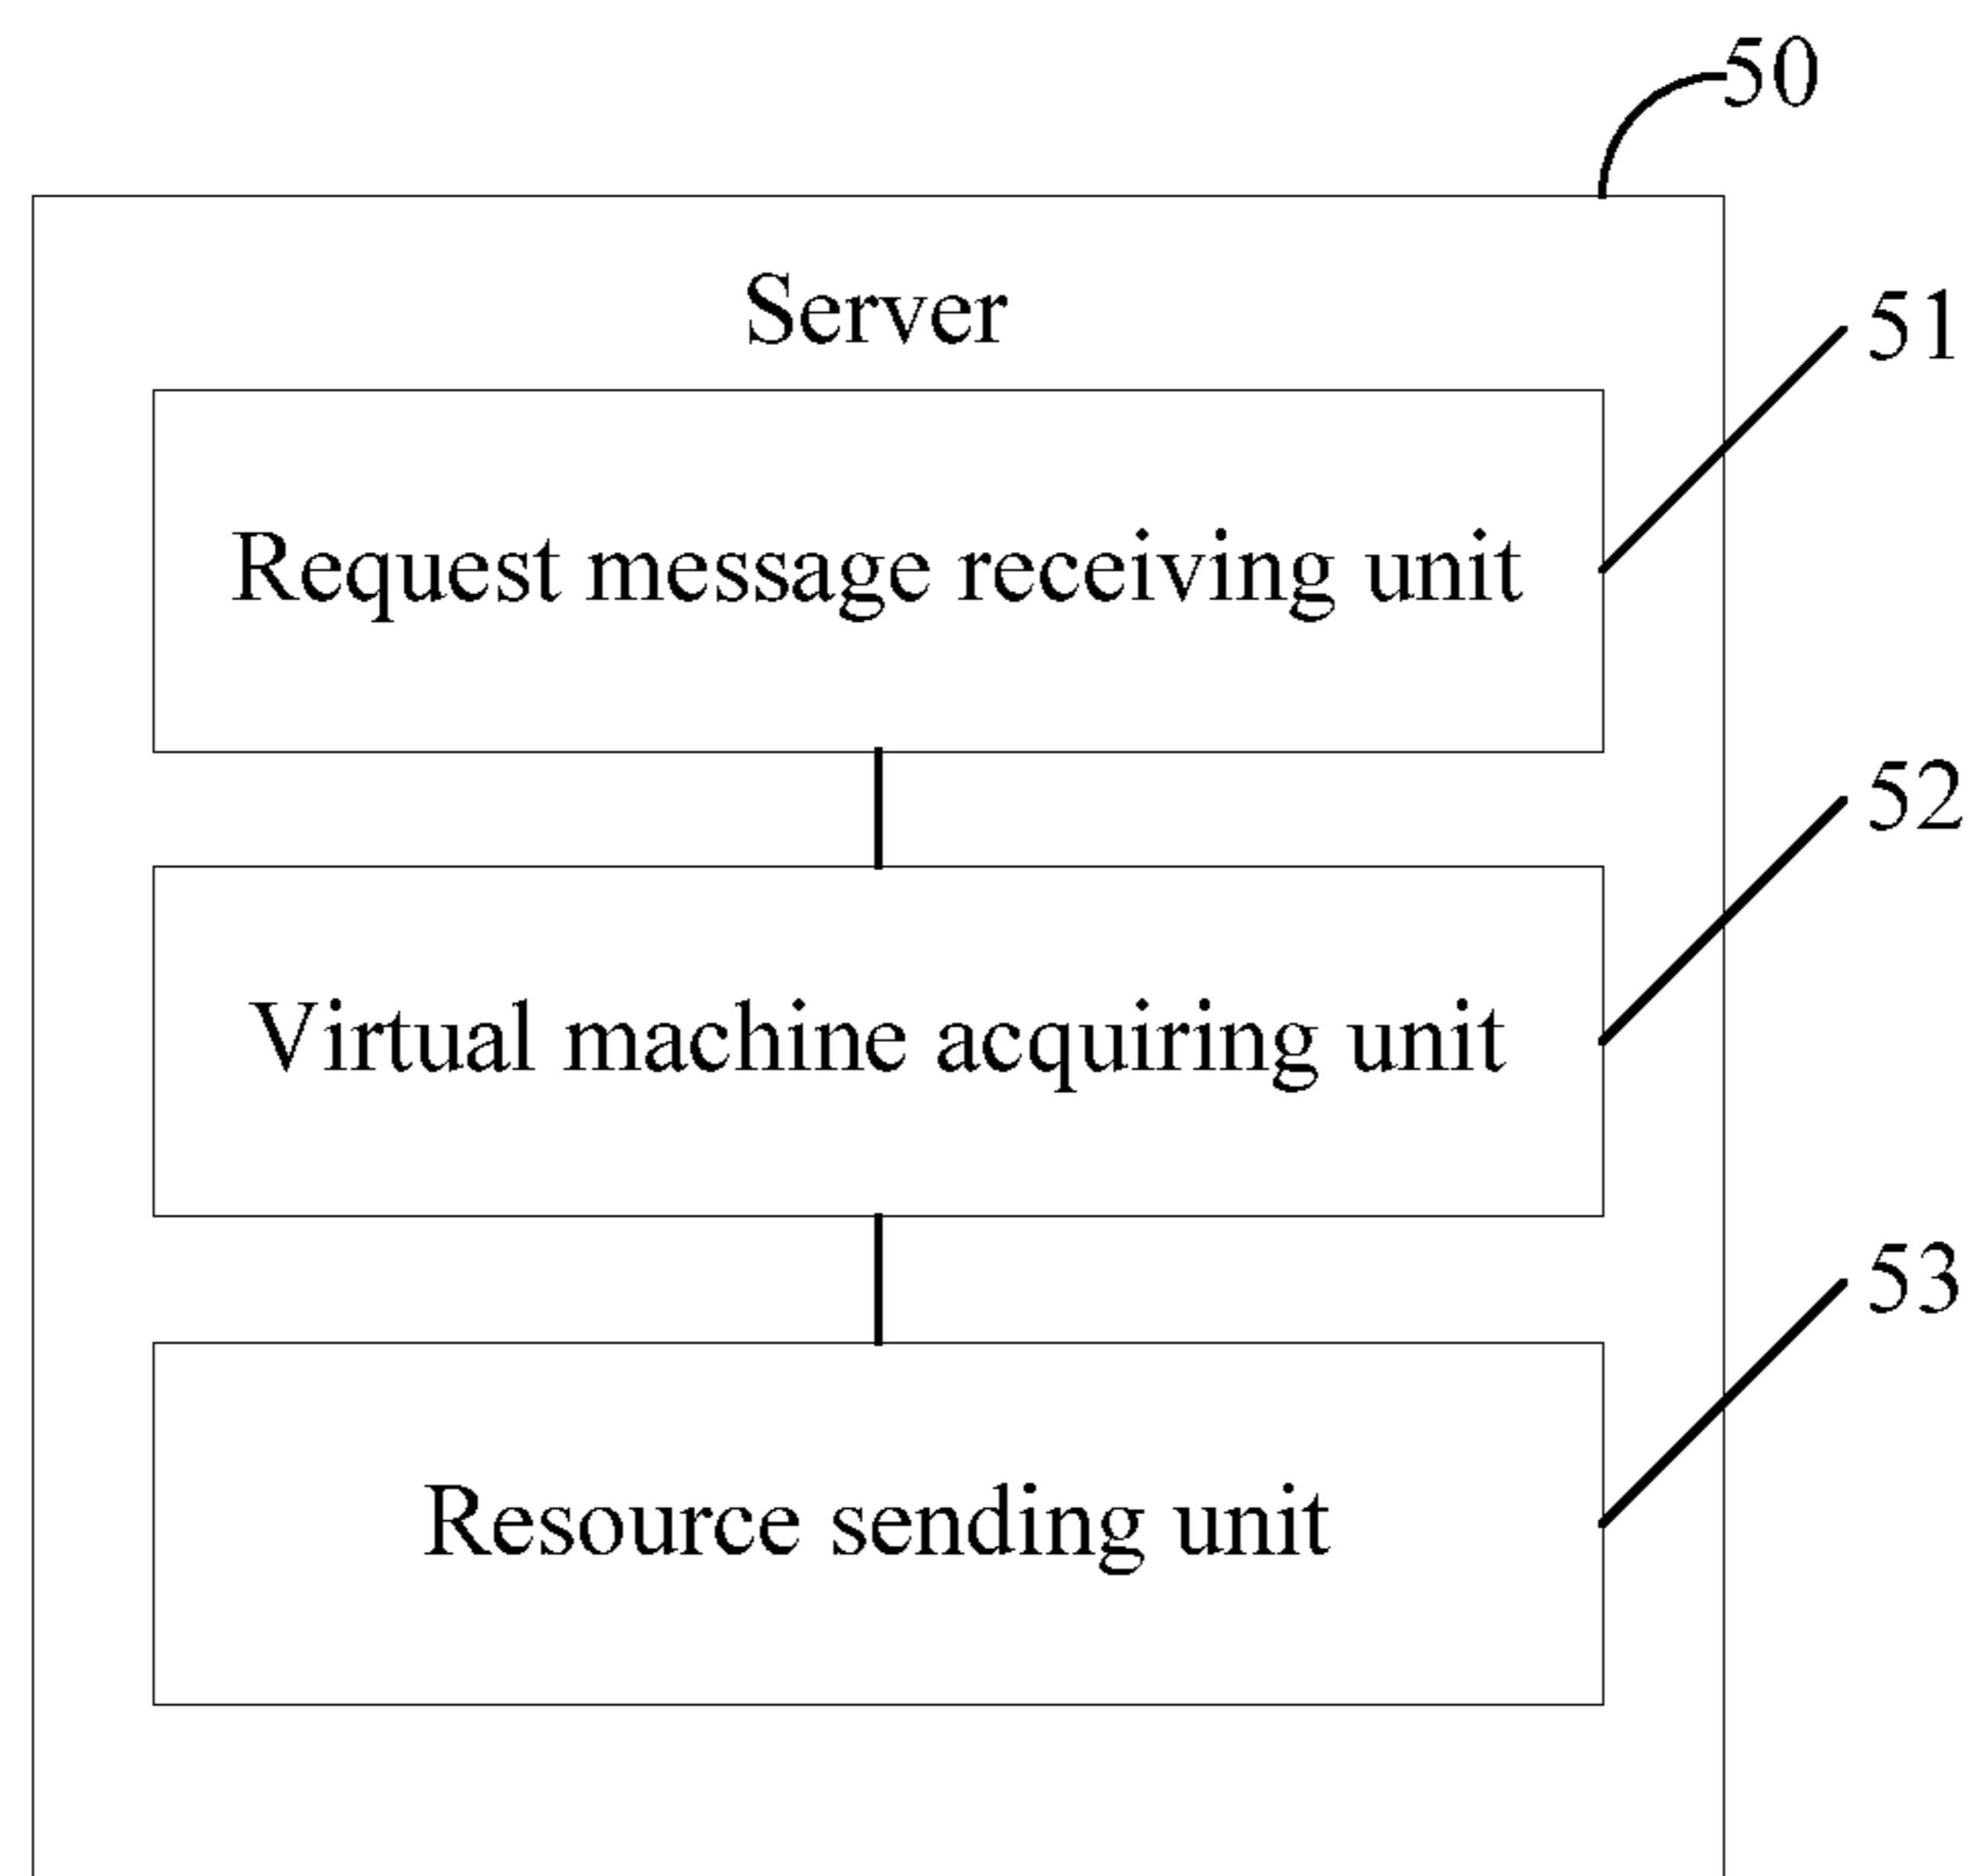 50
Server
51
Request message receiving unit
52
Virtual machine acquiring unit
53
Resource sending unit